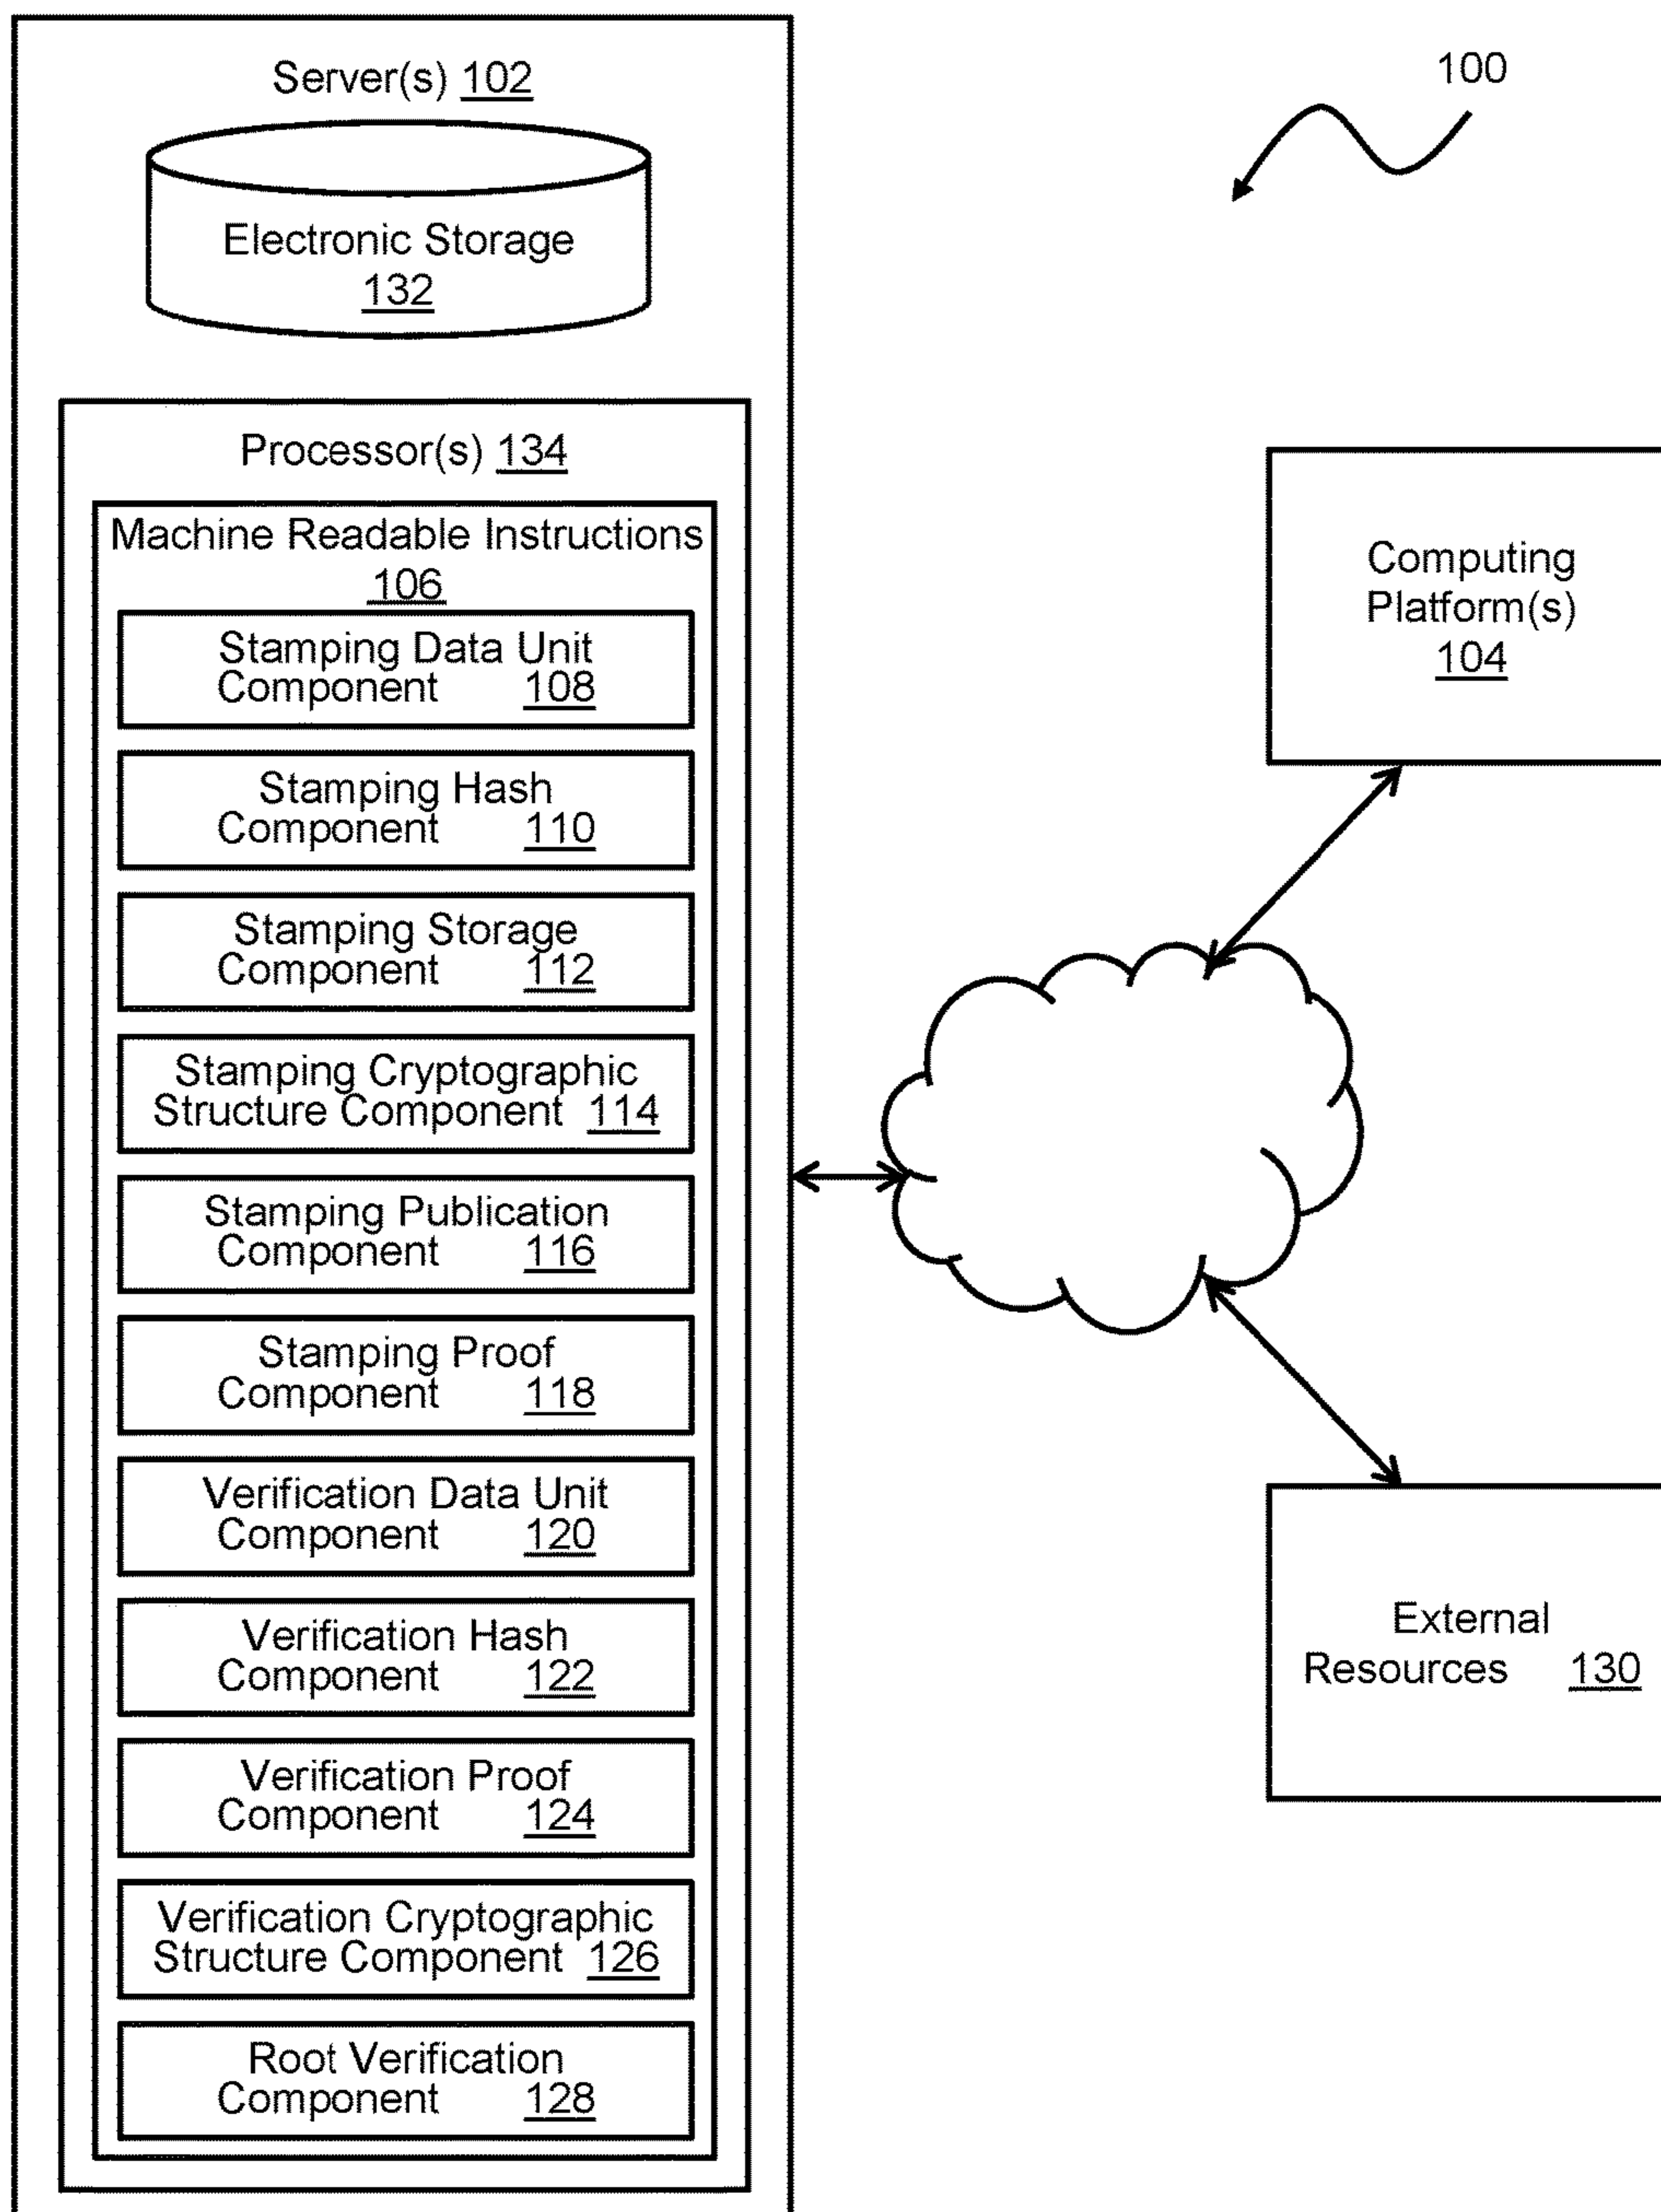 Server(s) 102
Electronic Storage
132
Processor(s) 134
Machine Readable Instructions
106
Stamping Data Unit
Component 108
Stamping Hash
Component 110
Stamping Storage
Component 112
Stamping Cryptographic
Structure Component 114
Stamping Publication
Component 116
Stamping Proof
Component 118
Verification Data Unit
Component 120
Verification Hash
Component 122
Verification Proof
Component 124
Verification Cryptographic
Structure Component 126
Root Verification
Component 128
100
Computing
Platform(s)
104
External
Resources 130